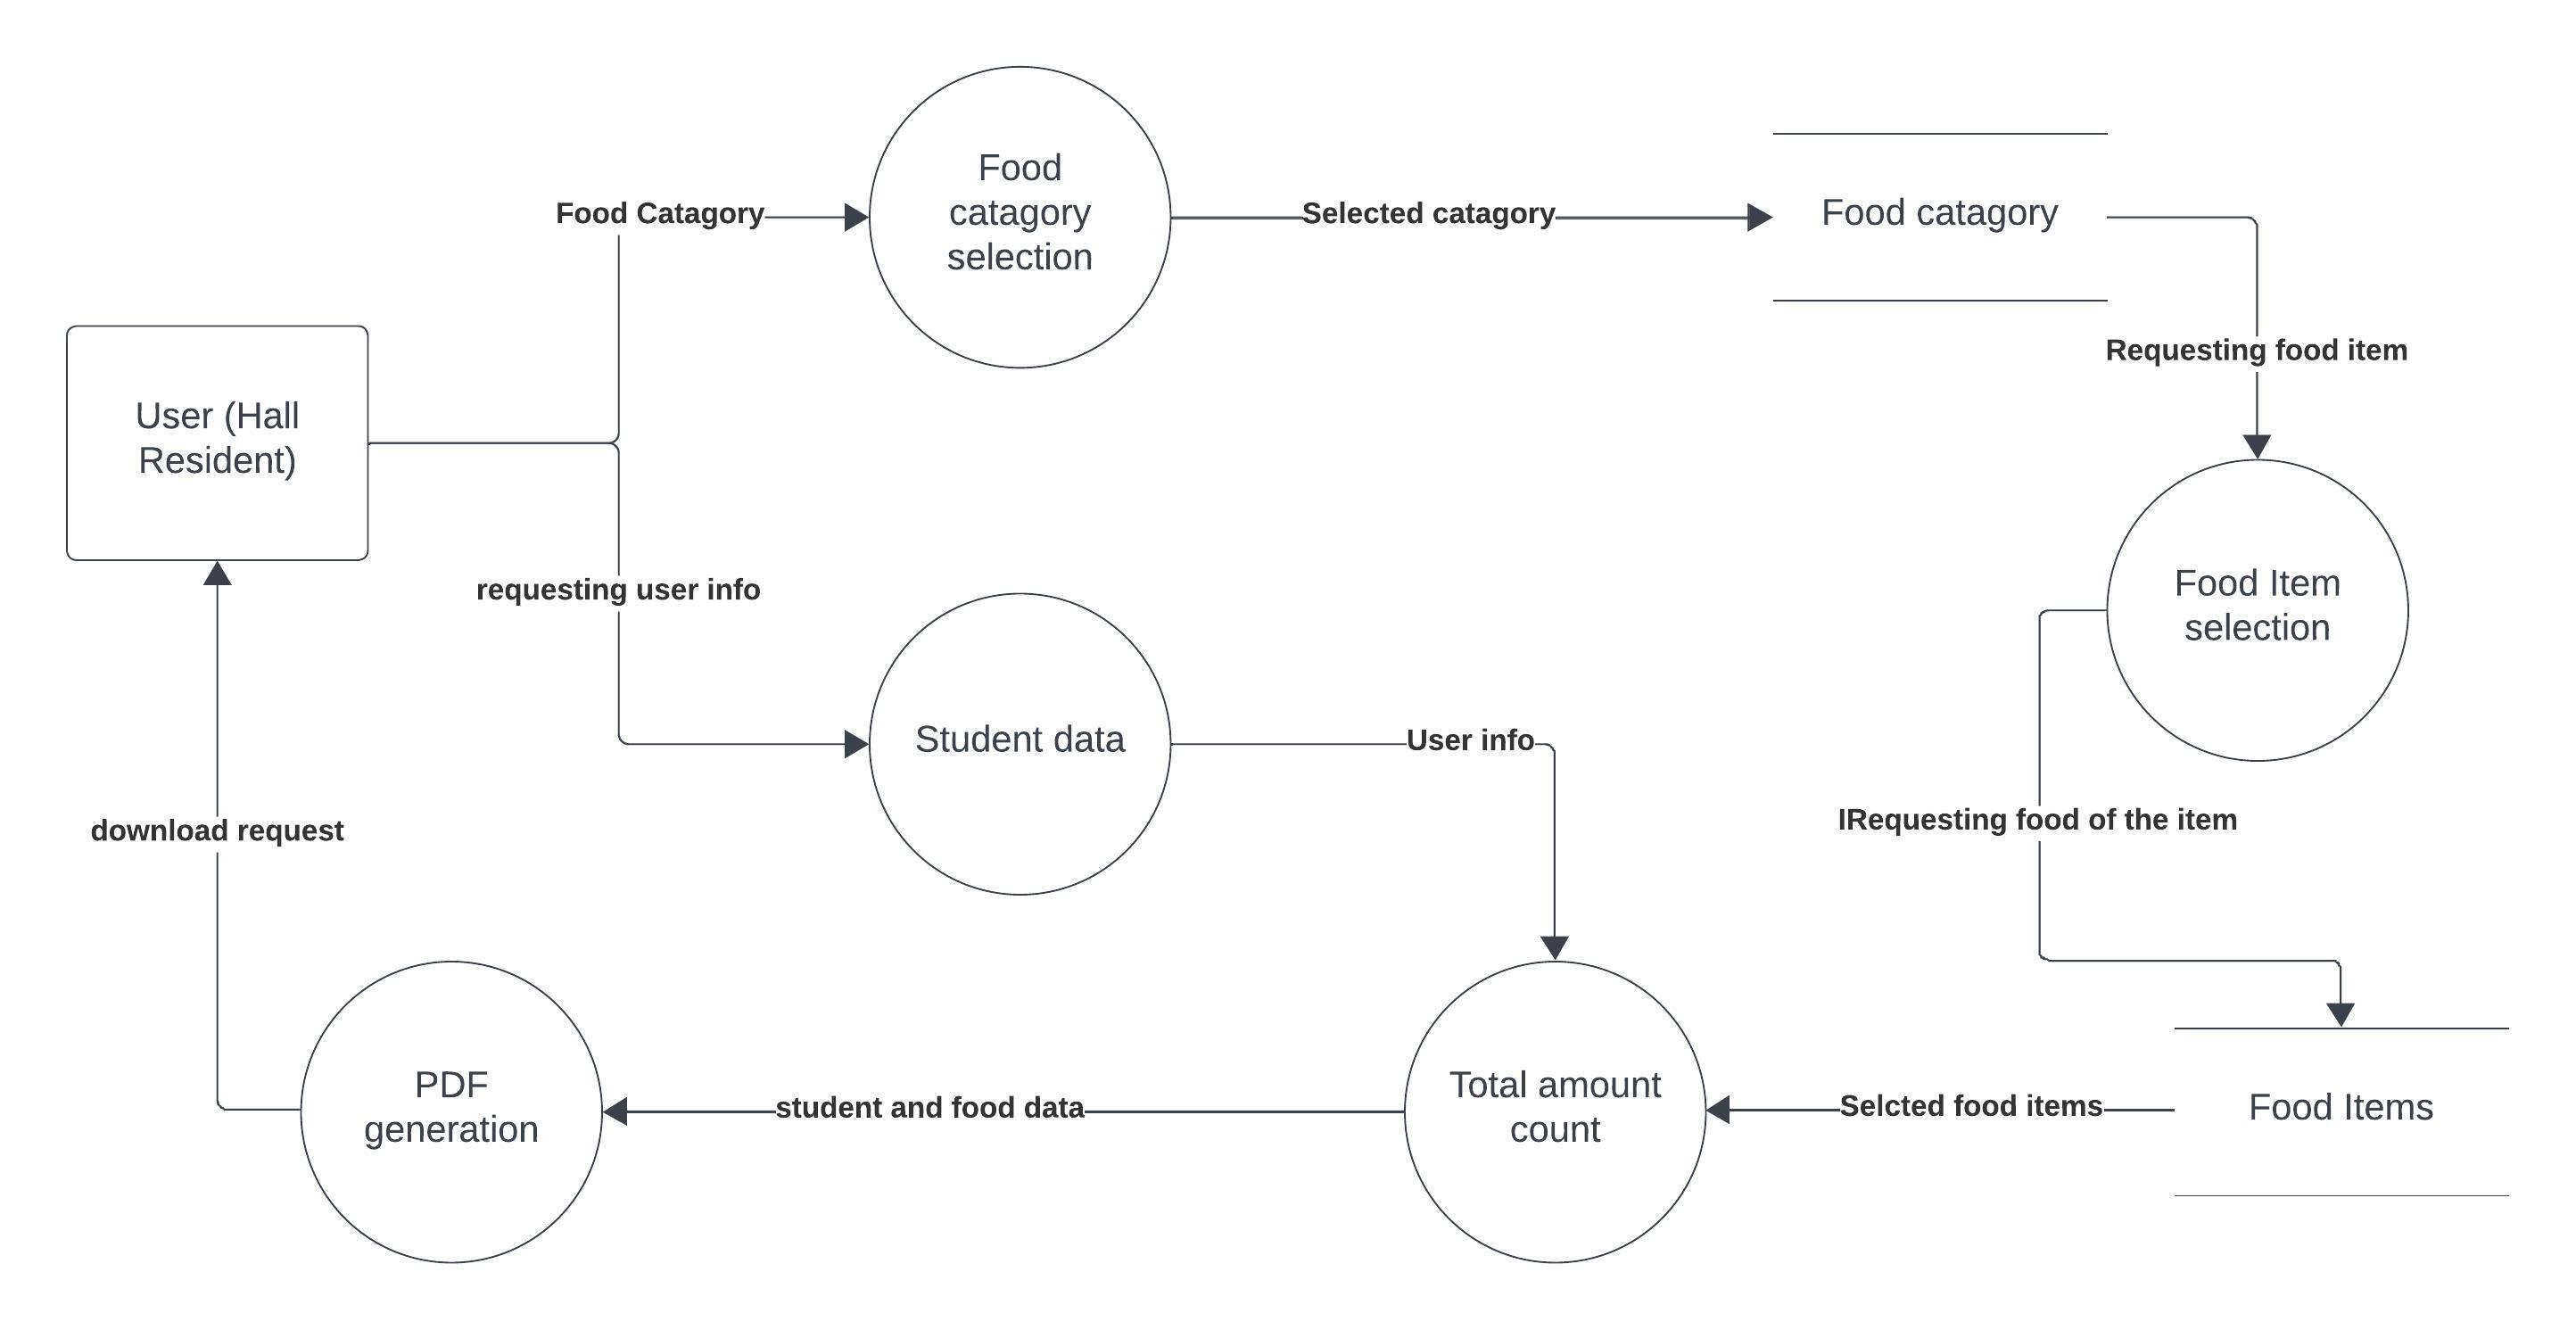 Food
catagory
selection
Food Catagory
Selected catagory
Food catagory
Requesting food item
User (Hall
Resident)
requesting user info
Food Item
selection
Student data
User info
download request
IRequesting food of the item
PDF
generation
student and food data
Total amount
count
Selcted food items
Food Items